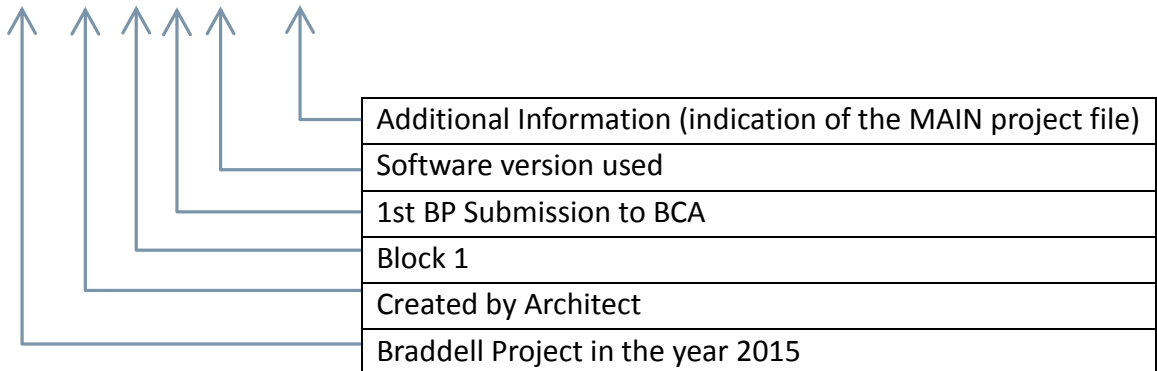 Additional Information (indication of the MAIN project file)
Software version used
1st BP Submission to BCA
Block 1
Created by Architect
Braddell Project in the year 2015